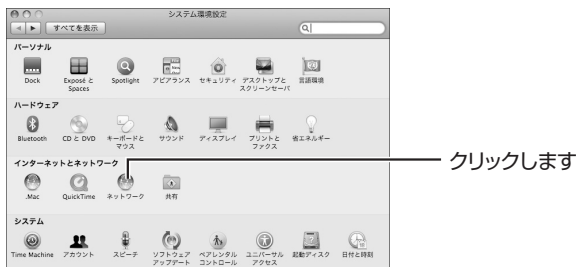 システム環境設定
すべてを表示
パーソナル
Dock
Exposé と
Spaces
Spotlight
アピアランス
セキュリティ
デスクトップと
スクリーンセーバ
言語環境
ハードウェア
Bluetooth
CD と DVD
キーボードと
マウス
サウンド
ディスプレイ
プリントと
ファクス
省エネルギー
インターネットとネットワーク
.Mac
QuickTime
ネットワーク
共有
クリックします
システム
Time Machine
アカウント
スピーチ
ソフトウェア
アップデート
ペアレンタル
コントロール
ユニバーサル
アクセス
起動ディスク
日付と時刻